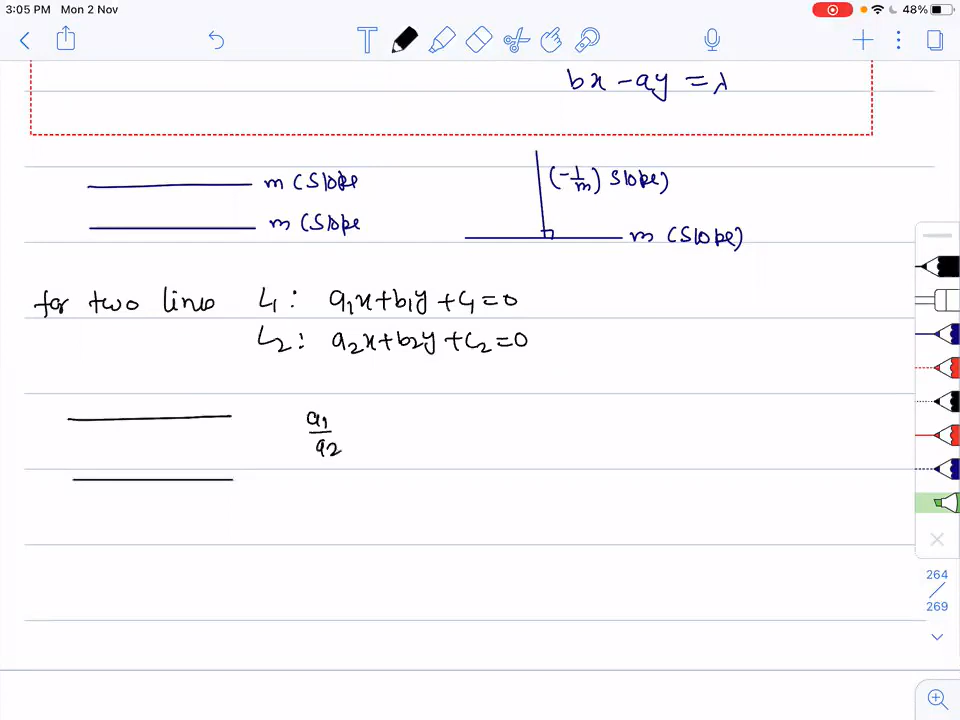 3:05 PM Mon 2 Nov
48%
bx - ay = λ
m (Slope
m (Slope
(-1/m) Slope)
m (Slope)
for two line L1 : a1x+b1y+c1=0
L2 : a2x+b2y+c2=0
a1/a2
264
/
269